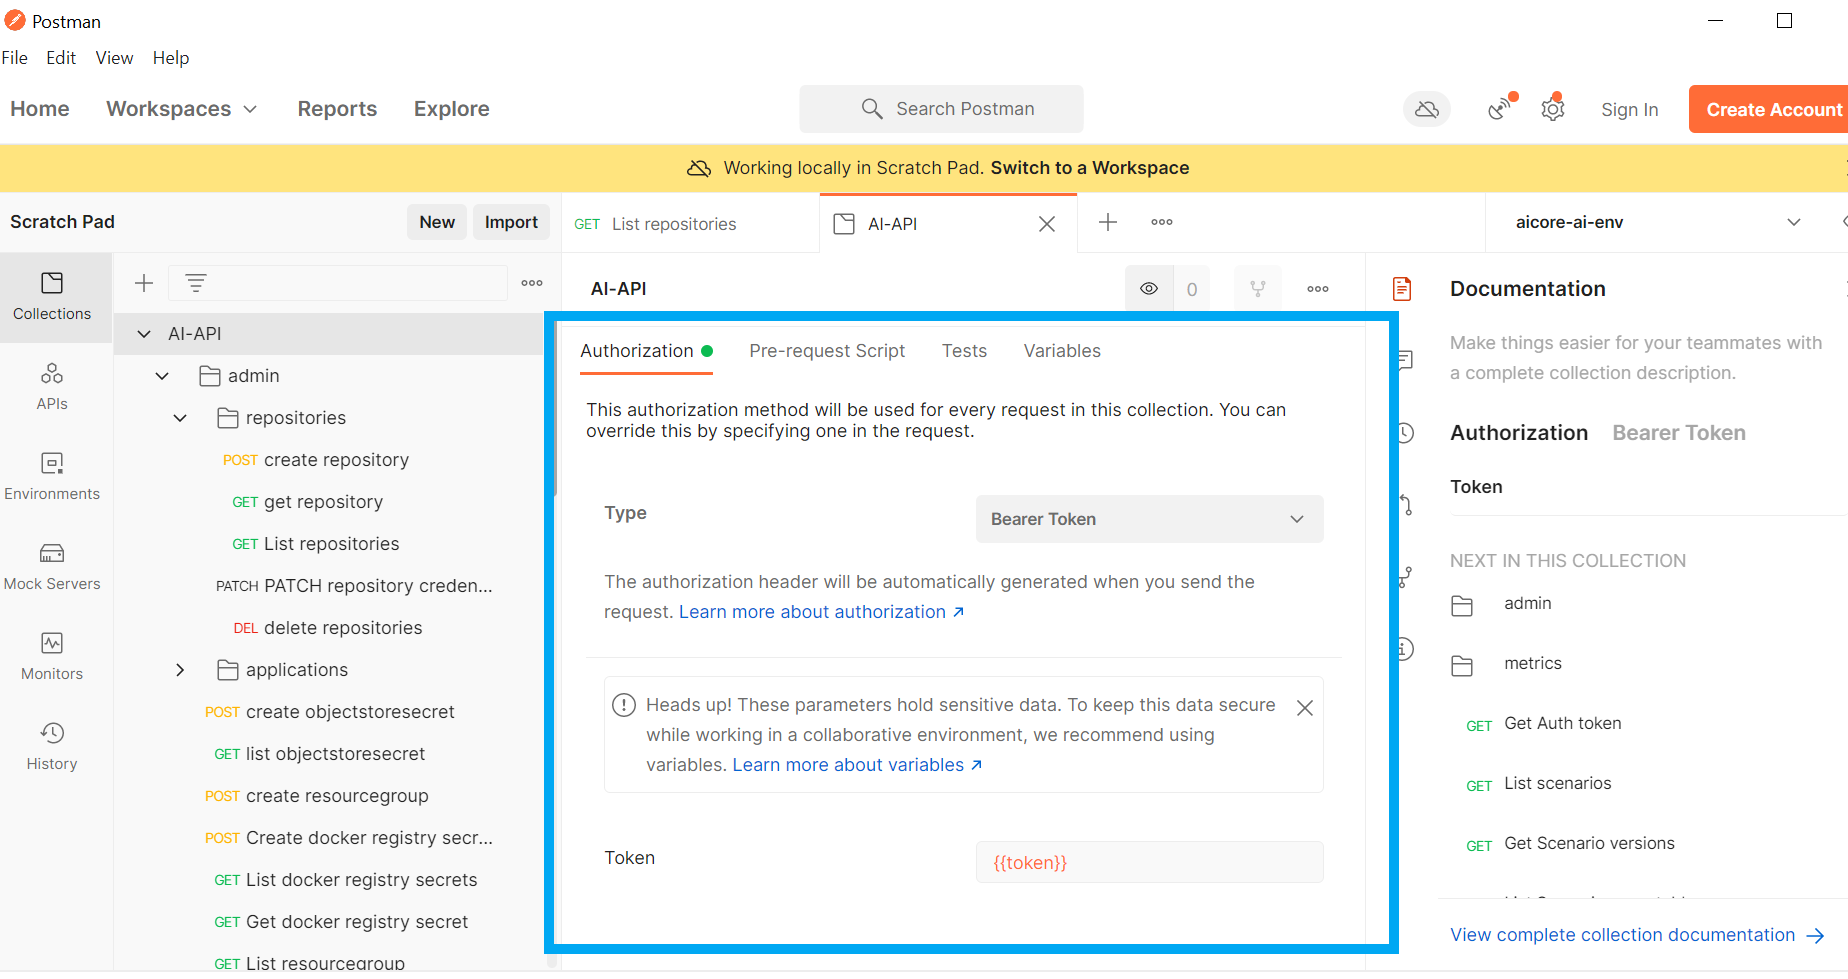 Postman
File Edit View Help
Home Workspaces Reports Explore Search Postman Sign In Create Account
Working locally in Scratch Pad. Switch to a Workspace
Scratch Pad New Import
GET List repositories
AI-API
aicore-ai-env
Collections
APIs
Environments
Mock Servers
Monitors
History
AI-API
admin
repositories
POST create repository
GET get repository
GET List repositories
PATCH PATCH repository creden...
DEL delete repositories
applications
POST create objectstoresecret
GET list objectstoresecret
POST create resourcegroup
POST Create docker registry secr...
GET List docker registry secrets
GET Get docker registry secret
GET List resourcegroup
AI-API
0
Authorization Pre-request Script Tests Variables
This authorization method will be used for every request in this collection. You can
override this by specifying one in the request.
Type Bearer Token
The authorization header will be automatically generated when you send the
request. Learn more about authorization
Heads up! These parameters hold sensitive data. To keep this data secure
while working in a collaborative environment, we recommend using
variables. Learn more about variables
Token {{token}}
Documentation
Make things easier for your teammates with
a complete collection description.
Authorization Bearer Token
Token
NEXT IN THIS COLLECTION
admin
metrics
GET Get Auth token
GET List scenarios
GET Get Scenario versions
View complete collection documentation